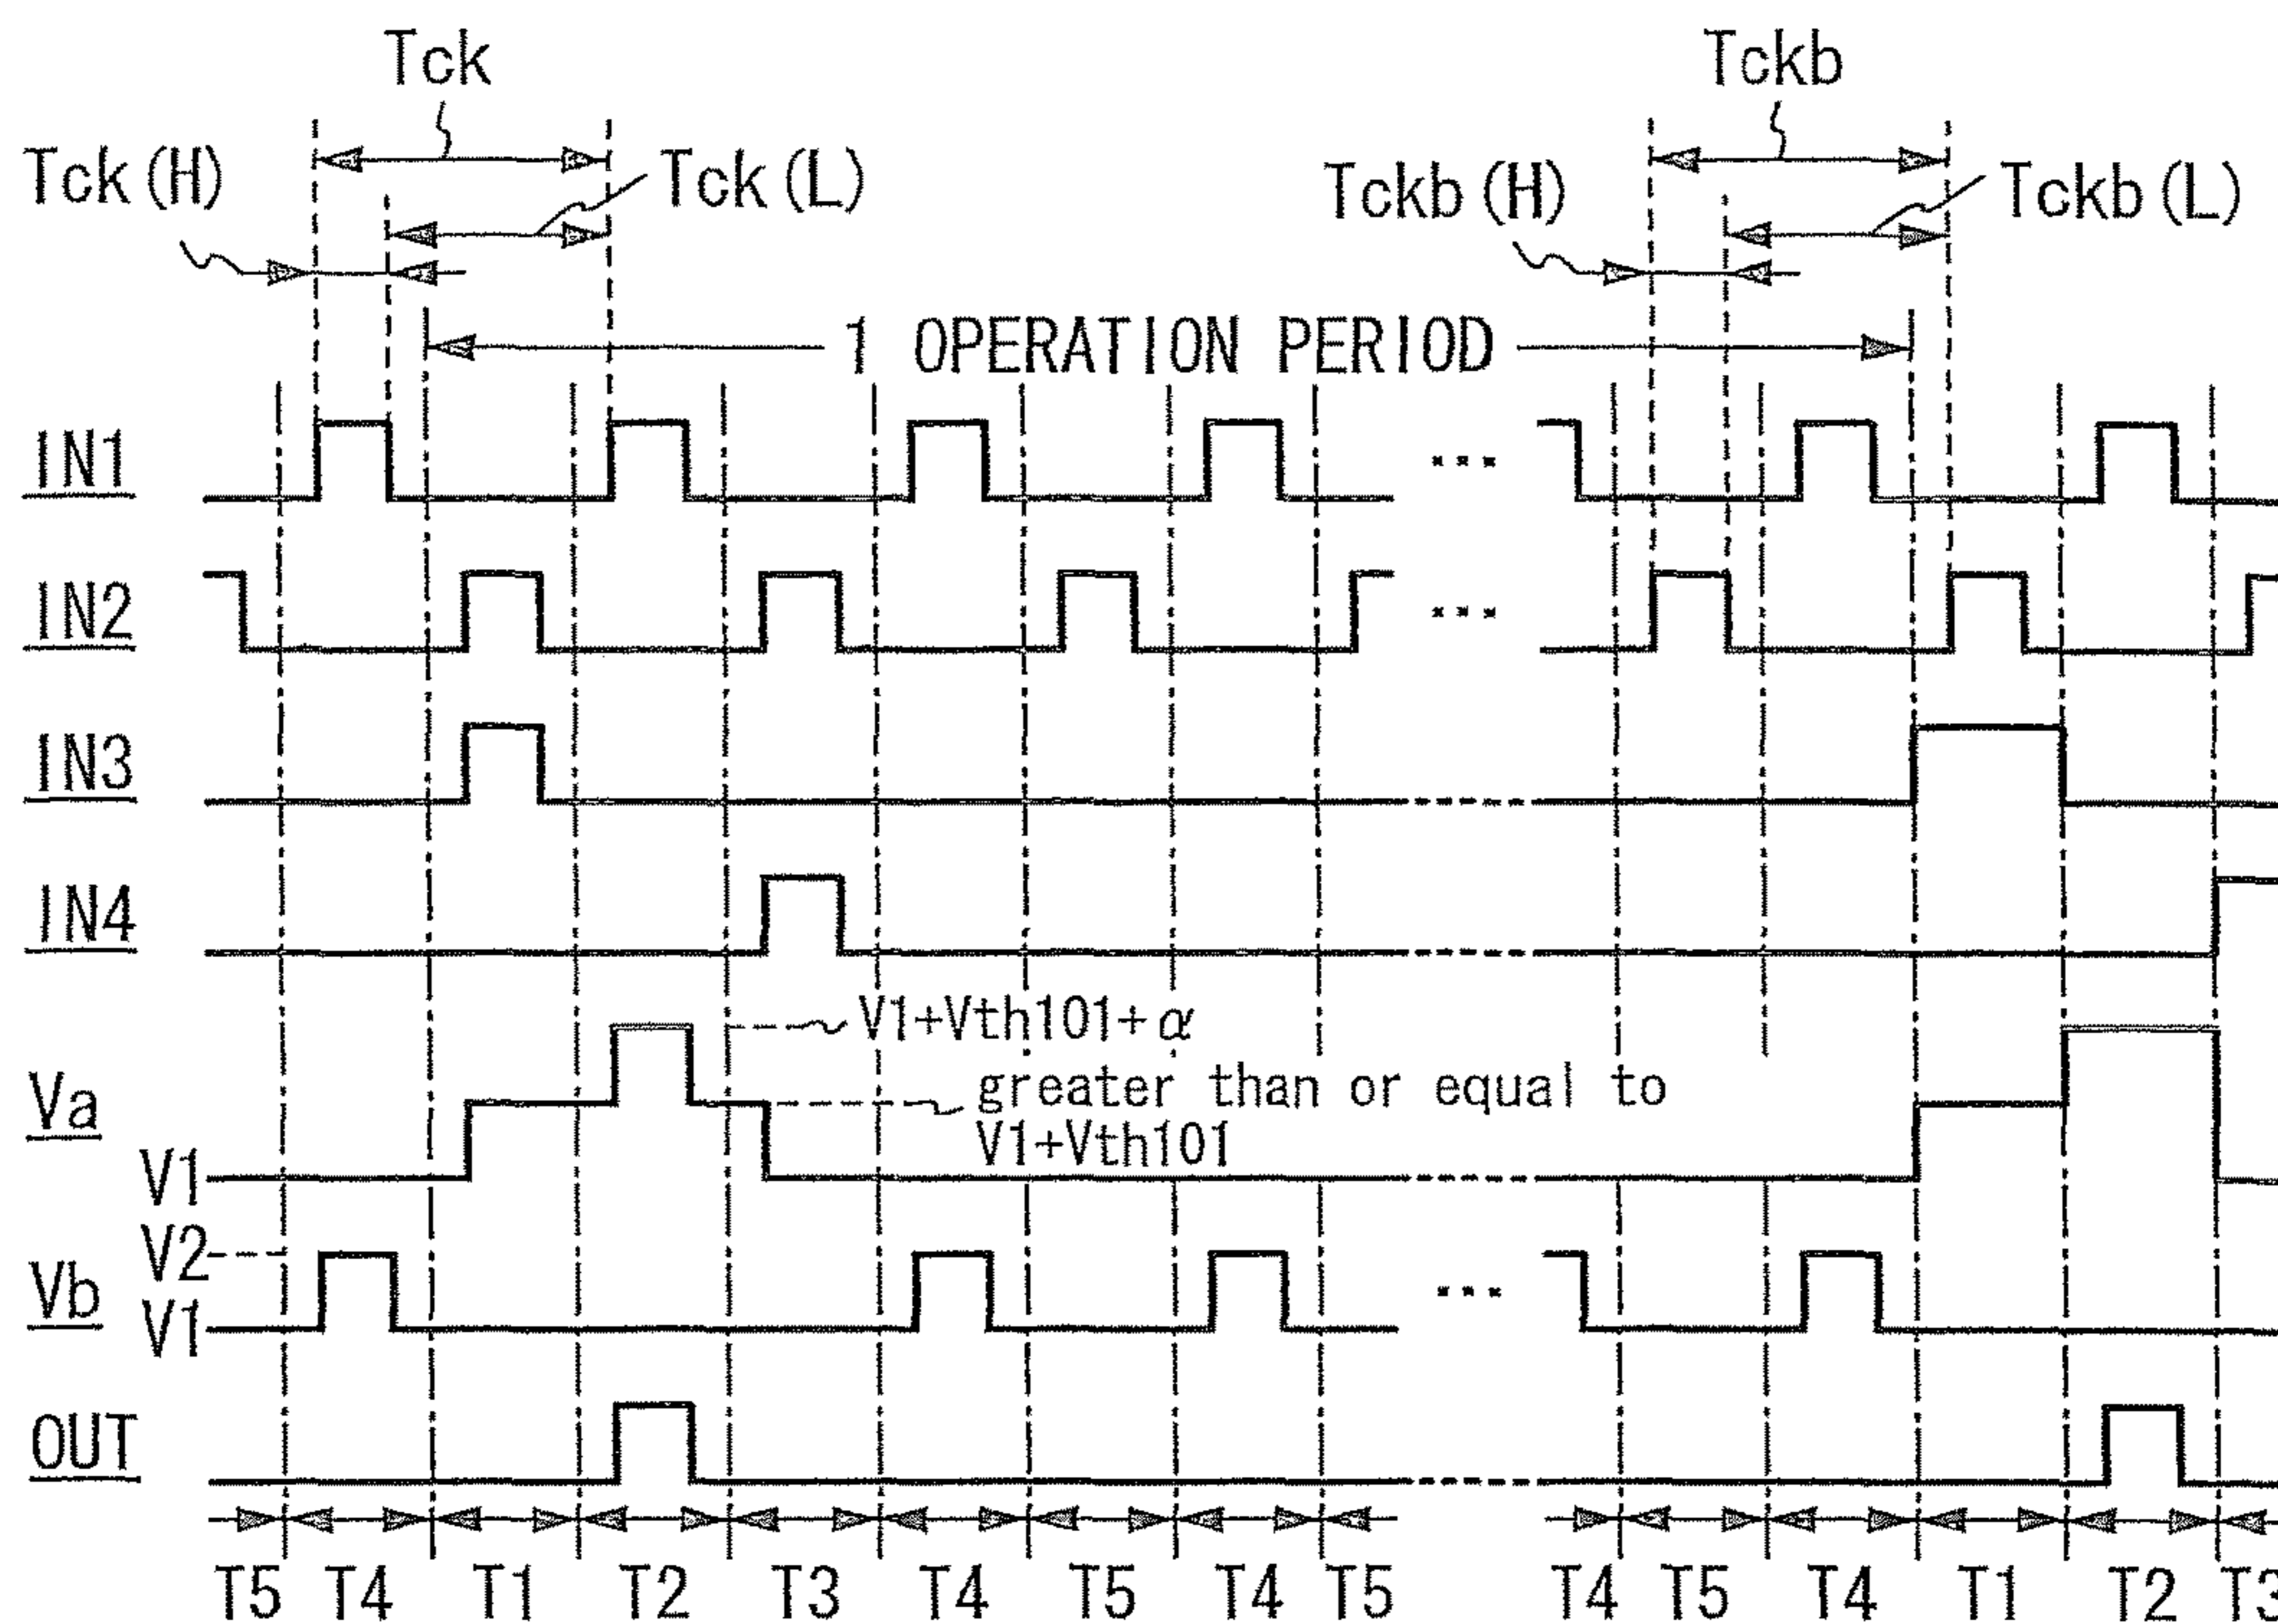 Tck
Tckb
Tck(H)
Tck(L)
Tckb(H)
Tckb(L)
1 OPERATION PERIOD
IN1
...
IN2
...
IN3
IN4
V1+Vth101+α
Va
greater than or equal to
V1+Vth101
V1
V2
Vb
...
V1
OUT
T5 T4 T1 T2 T3 T4 T5 T4 T5 T4 T5 T4 T1 T2 T3